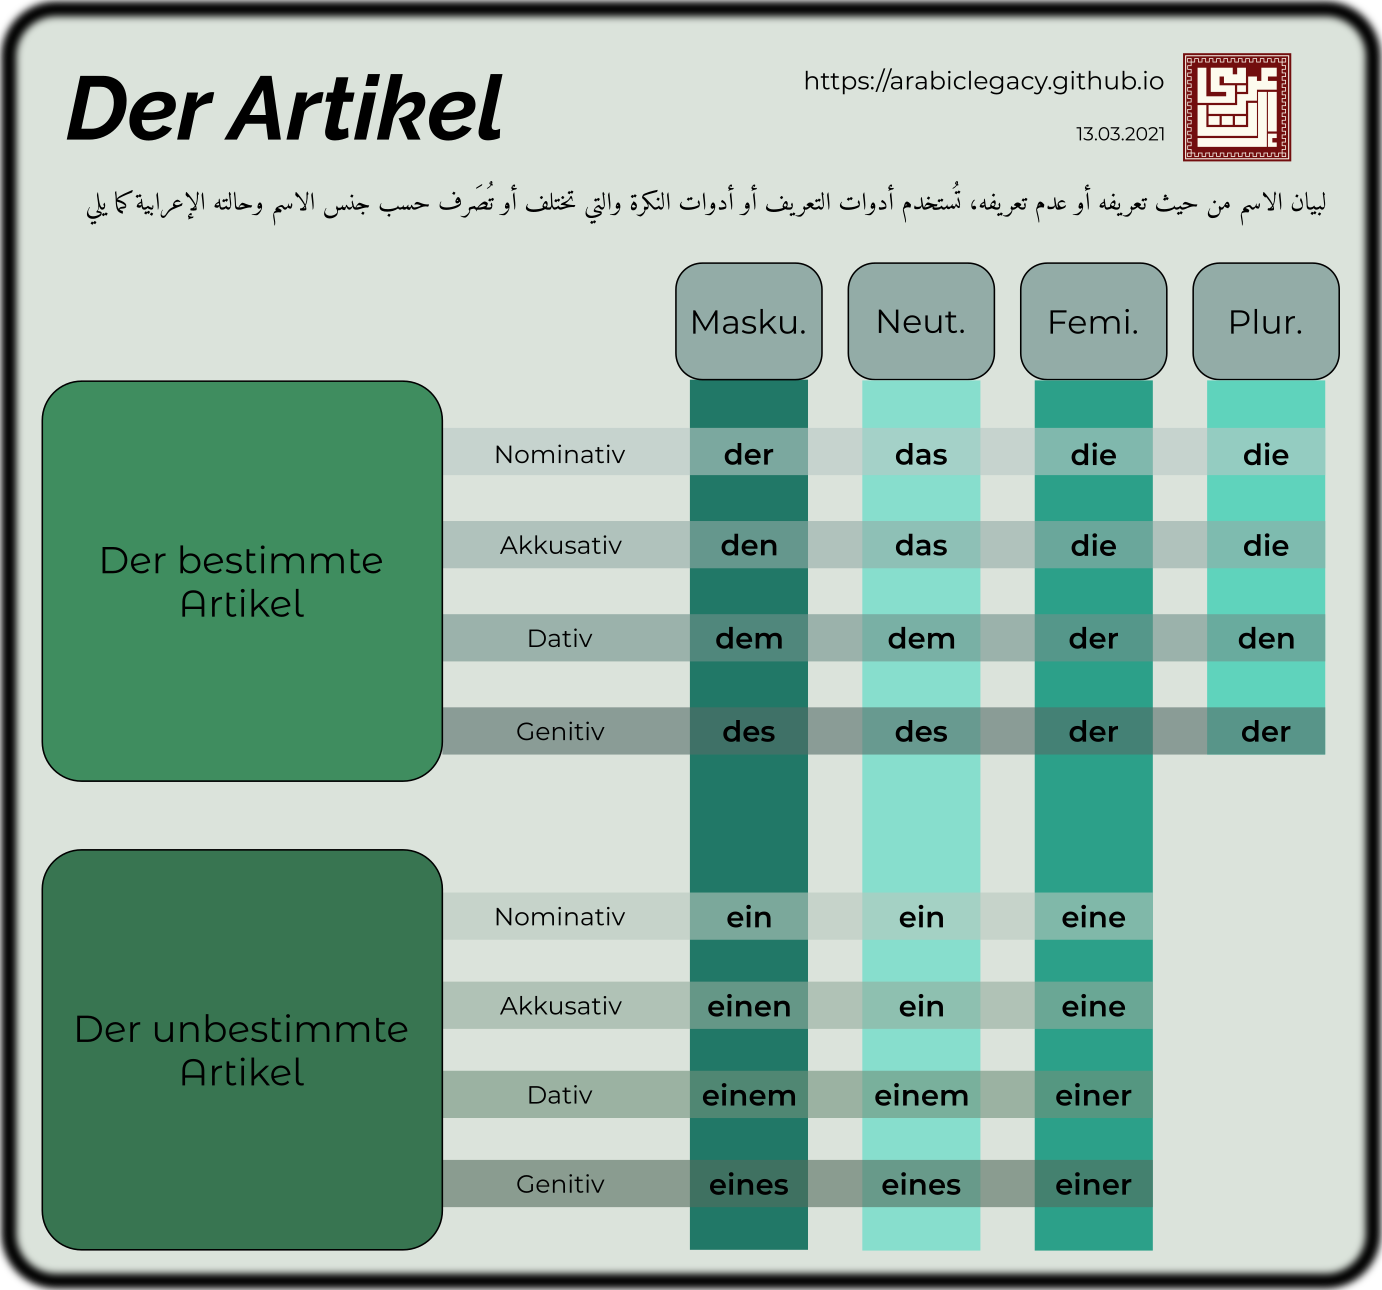 Der Artikel
https://arabiclegacy.github.io
13.03.2021
لبيان الاسم من حيث تعريفه أو عدم تعريفه، تُستخدم أدوات التعريف أو أدوات النكرة والتي تختلف أو تُصَرف حسب جنس الاسم وحالته الإعرابية كما يلي
Masku. Neut. Femi. Plur.
Der bestimmte
Artikel
Nominativ der das die die
Akkusativ den das die die
Dativ dem dem der den
Genitiv des des der der
Der unbestimmte
Artikel
Nominativ ein ein eine
Akkusativ einen ein eine
Dativ einem einem einer
Genitiv eines eines einer